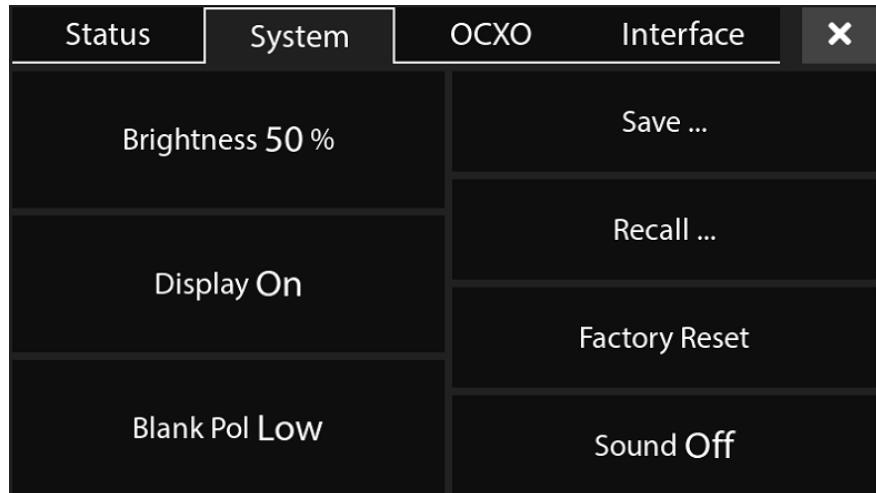 Status System OCXO Interface ×
Brightness 50 %
Display On
Blank Pol Low
Save ...
Recall ...
Factory Reset
Sound Off